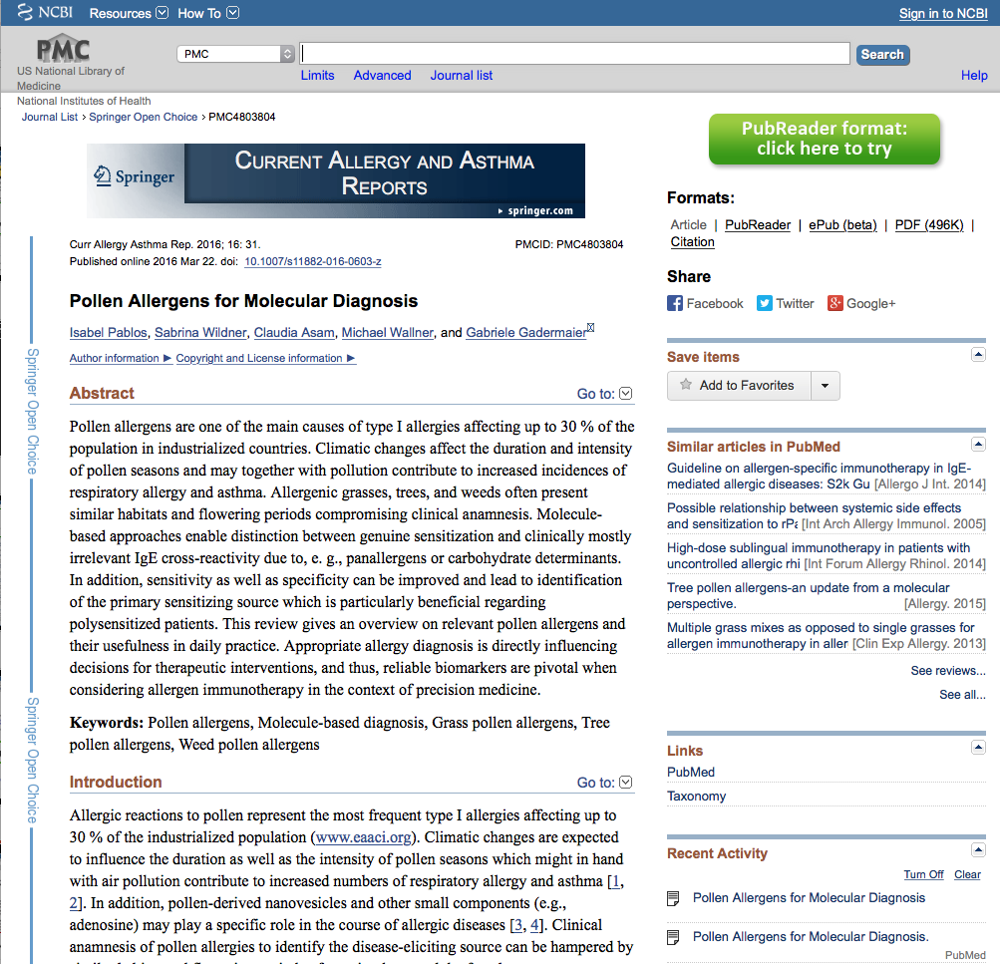 NCBI Resources How To Sign in to NCBI
PMC
US National Library of
Medicine
National Institutes of Health
PMC
Search
Limits Advanced Journal list
Help
Journal List > Springer Open Choice > PMC4803804
Springer
CURRENT ALLERGY AND ASTHMA
REPORTS
springer.com
Curr Allergy Asthma Rep. 2016; 16: 31. PMCID: PMC4803804
Published online 2016 Mar 22. doi: 10.1007/s11882-016-0603-z
Pollen Allergens for Molecular Diagnosis
Isabel Pablos, Sabrina Wildner, Claudia Asam, Michael Wallner, and Gabriele Gadermaier
Author information ► Copyright and License information ►
Springer Open Choice
Springer Open Choice
Abstract Go to:
Pollen allergens are one of the main causes of type I allergies affecting up to 30 % of the
population in industrialized countries. Climatic changes affect the duration and intensity
of pollen seasons and may together with pollution contribute to increased incidences of
respiratory allergy and asthma. Allergenic grasses, trees, and weeds often present
similar habitats and flowering periods compromising clinical anamnesis. Molecule-
based approaches enable distinction between genuine sensitization and clinically mostly
irrelevant IgE cross-reactivity due to, e. g., panallergens or carbohydrate determinants.
In addition, sensitivity as well as specificity can be improved and lead to identification
of the primary sensitizing source which is particularly beneficial regarding
polysensitized patients. This review gives an overview on relevant pollen allergens and
their usefulness in daily practice. Appropriate allergy diagnosis is directly influencing
decisions for therapeutic interventions, and thus, reliable biomarkers are pivotal when
considering allergen immunotherapy in the context of precision medicine.
Keywords: Pollen allergens, Molecule-based diagnosis, Grass pollen allergens, Tree
pollen allergens, Weed pollen allergens
Introduction Go to:
Allergic reactions to pollen represent the most frequent type I allergies affecting up to
30 % of the industrialized population (www.eaaci.org). Climatic changes are expected
to influence the duration as well as the intensity of pollen seasons which might in hand
with air pollution contribute to increased numbers of respiratory allergy and asthma [1,
2]. In addition, pollen-derived nanovesicles and other small components (e.g.,
adenosine) may play a specific role in the course of allergic diseases [3, 4]. Clinical
anamnesis of pollen allergies to identify the disease-eliciting source can be hampered by
PubReader format:
click here to try
Formats:
Article | PubReader | ePub (beta) | PDF (496K) |
Citation
Share
Facebook Twitter Google+
Save items
Add to Favorites
Similar articles in PubMed
Guideline on allergen-specific immunotherapy in IgE-
mediated allergic diseases: S2k Gu [Allergo J Int. 2014]
Possible relationship between systemic side effects
and sensitization to rPa [Int Arch Allergy Immunol. 2005]
High-dose sublingual immunotherapy in patients with
uncontrolled allergic rhi [Int Forum Allergy Rhinol. 2014]
Tree pollen allergens-an update from a molecular
perspective. [Allergy. 2015]
Multiple grass mixes as opposed to single grasses for
allergen immunotherapy in aller [Clin Exp Allergy. 2013]
See reviews...
See all...
Links
PubMed
Taxonomy
Recent Activity
Turn Off Clear
Pollen Allergens for Molecular Diagnosis
Pollen Allergens for Molecular Diagnosis.
PubMed